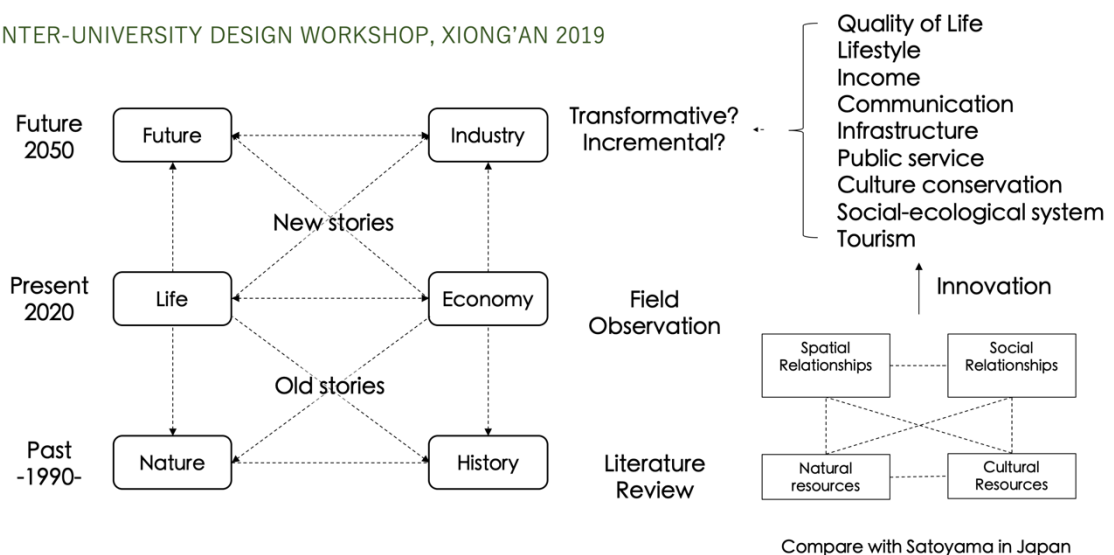 NTER-UNIVERSITY DESIGN WORKSHOP, XIONG'AN 2019
Future
2050
Future
Industry
Transformative?
Incremental?
Quality of Life
Lifestyle
Income
Communication
Infrastructure
Public service
Culture conservation
Social-ecological system
Tourism
New stories
Present
2020
Life
Economy
Field
Observation
Innovation
Spatial
Relationships
Social
Relationships
Old stories
Past
-1990-
Nature
History
Literature
Review
Natural
resources
Cultural
Resources
Compare with Satoyama in Japan